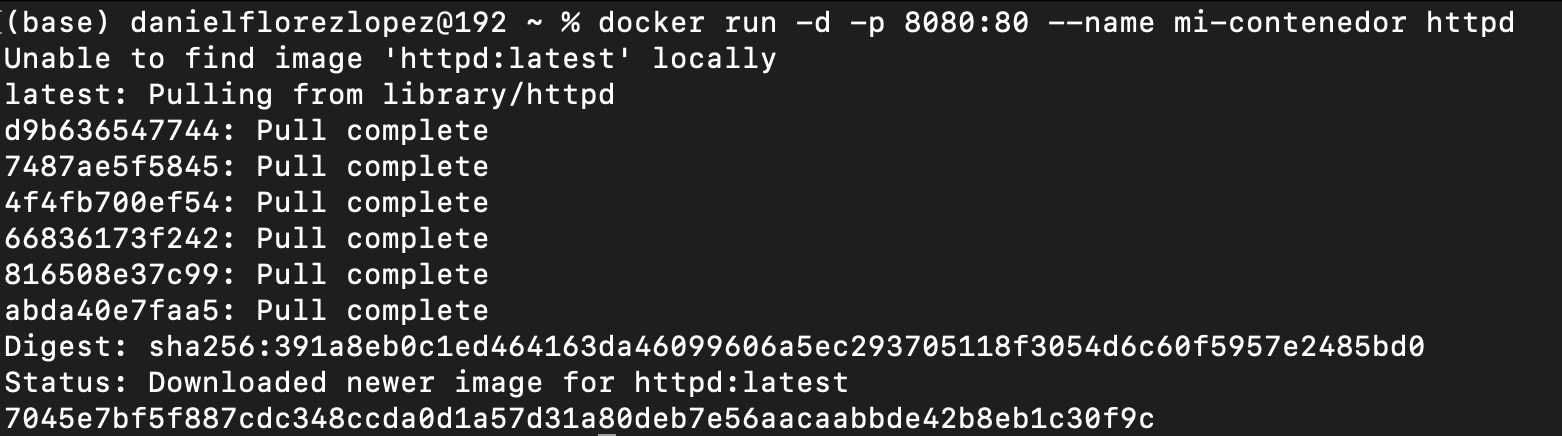 (base) danielflorezlopez@192 ~ % docker run -d -p 8080:80 --name mi-contenedor httpd
Unable to find image 'httpd:latest' locally
latest: Pulling from library/httpd
d9b636547744: Pull complete
7487ae5f5845: Pull complete
4f4fb700ef54: Pull complete
66836173f242: Pull complete
816508e37c99: Pull complete
abda40e7faa5: Pull complete
Digest: sha256:391a8eb0c1ed464163da46099606a5ec293705118f3054d6c60f5957e2485bd0
Status: Downloaded newer image for httpd:latest
7045e7bf5f887cdc348ccda0d1a57d31a80deb7e56aacaabbde42b8eb1c30f9c